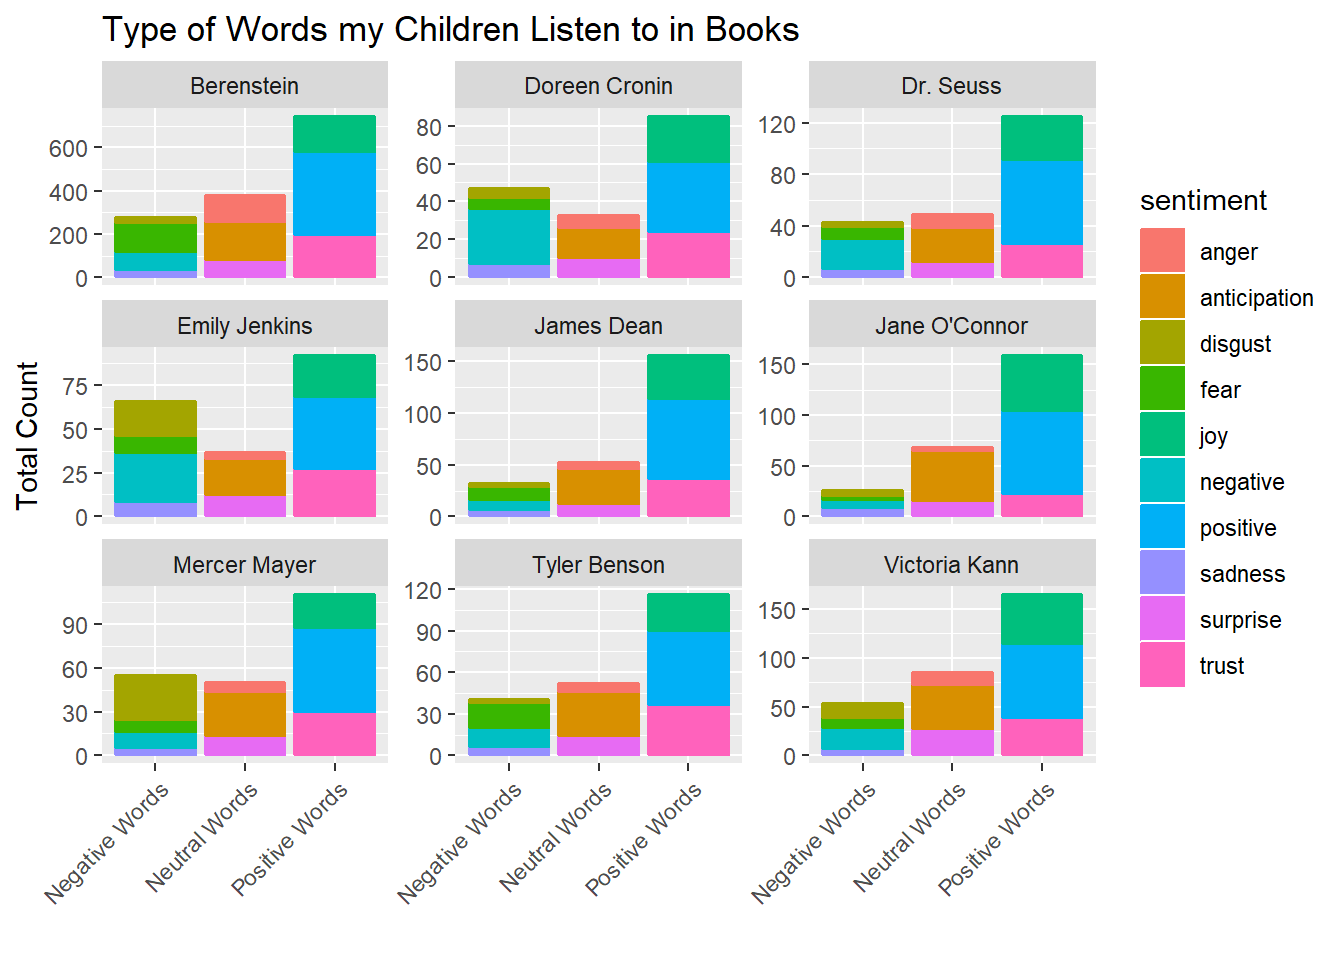 Type of Words my Children Listen to in Books
Berenstein
Doreen Cronin
Dr. Seuss
600
400
200
0
80
60
40
20
0
120
80
40
0
Emily Jenkins
James Dean
Jane O'Connor
75
50
25
0
150
100
50
0
150
100
50
0
Mercer Mayer
Tyler Benson
Victoria Kann
90
60
30
0
120
90
60
30
0
150
100
50
0
Negative Words
Neutral Words
Positive Words
Negative Words
Neutral Words
Positive Words
Negative Words
Neutral Words
Positive Words
Total Count
sentiment
anger
anticipation
disgust
fear
joy
negative
positive
sadness
surprise
trust